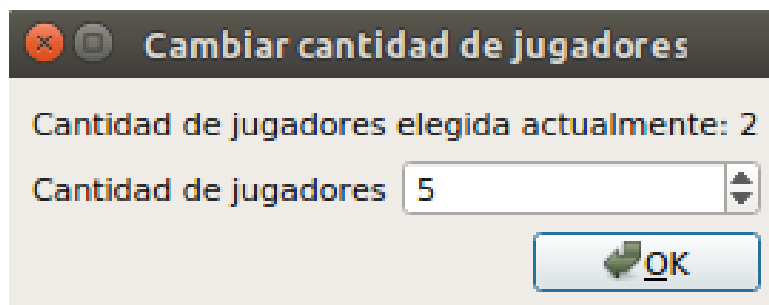 Cambiar cantidad de jugadores
Cantidad de jugadores elegida actualmente: 2
Cantidad de jugadores 5
OK